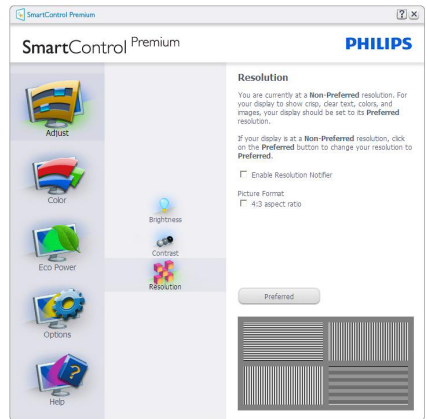 SmartControl Premium
SmartControl Premium
PHILIPS
Adjust
Color
Eco Power
Options
Help
Brightness
Contrast
Resolution
Resolution
You are currently at a Non-Preferred resolution. For
your display to show crisp, clear text, colors, and
images, your display should be set to its Preferred
resolution.
If your display is at a Non-Preferred resolution, click
on the Preferred button to change your resolution to
Preferred.
Enable Resolution Notifier
Picture Format
4:3 aspect ratio
Preferred